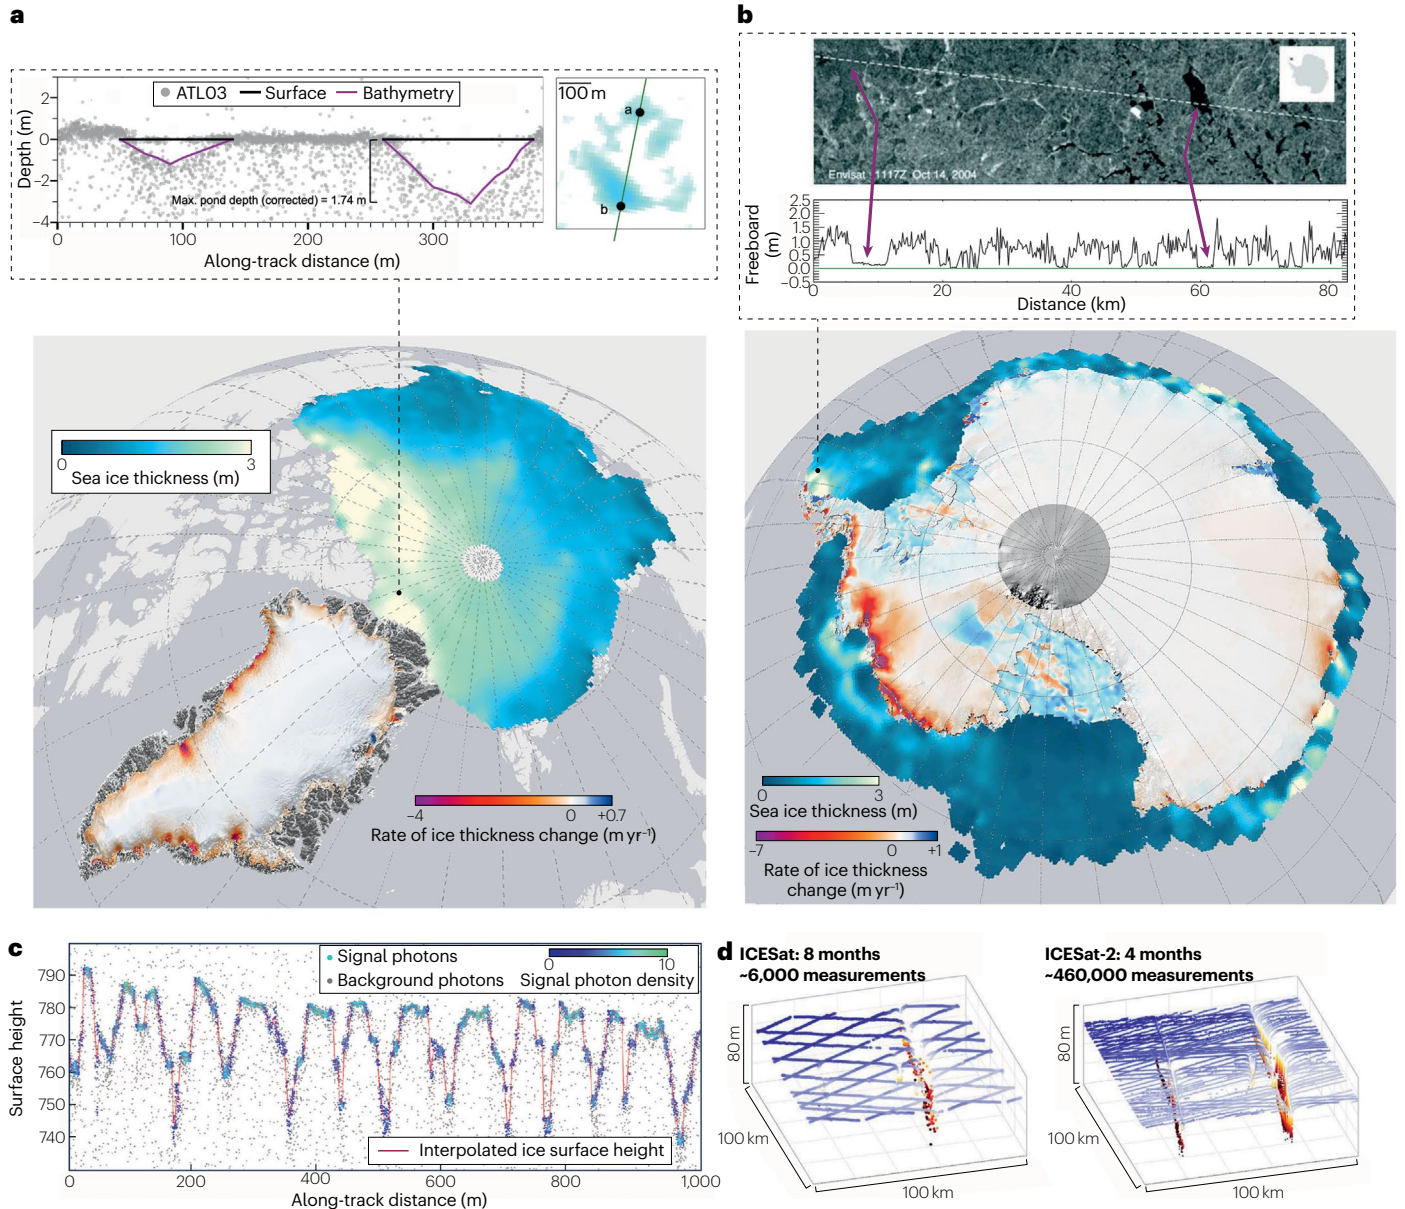 a
2
0
−2
−4
Depth (m)
ATL03 Surface Bathymetry
Max. pond depth (corrected) = 1.74 m
0 100 200 300
Along-track distance (m)
100 m
a
b
b
Envisat 1117Z Oct 14, 2004
2.5
2.0
1.5
1.0
0.5
0.0
−0.5
Freeboard
(m)
0 20 40 60 80
Distance (km)
0 3
Sea ice thickness (m)
−4 0 +0.7
Rate of ice thickness change (m yr−1)
0 3
Sea ice thickness (m)
−7 0 +1
Rate of ice thickness
change (m yr−1)
c
790
780
770
760
750
740
Surface height
Signal photons
Background photons
0 10
Signal photon density
Interpolated ice surface height
0 200 400 600 800 1,000
Along-track distance (m)
d
ICESat: 8 months
~6,000 measurements
80 m
100 km
100 km
ICESat-2: 4 months
~460,000 measurements
80 m
100 km
100 km